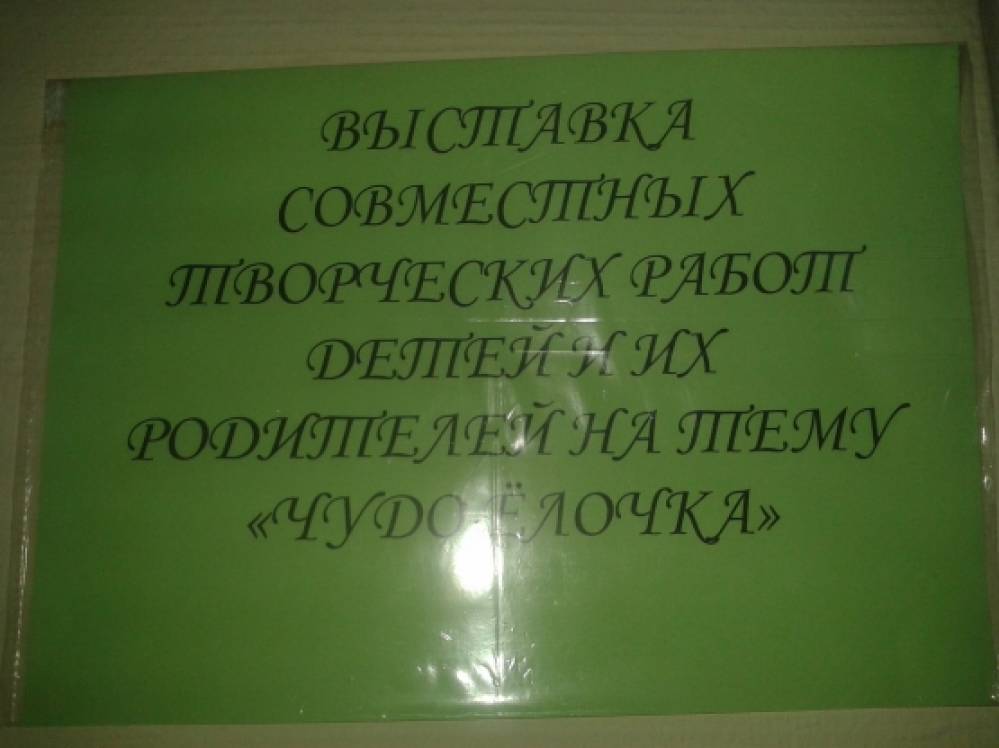 ВЫСТАВКА
СОВМЕСТНЫХ
ТВОРЧЕСКИХ РАБОТ
ДЕТЕЙ И ИХ
РОДИТЕЛЕЙ НА ТЕМУ
«ЧУДО ЁЛОЧКА»